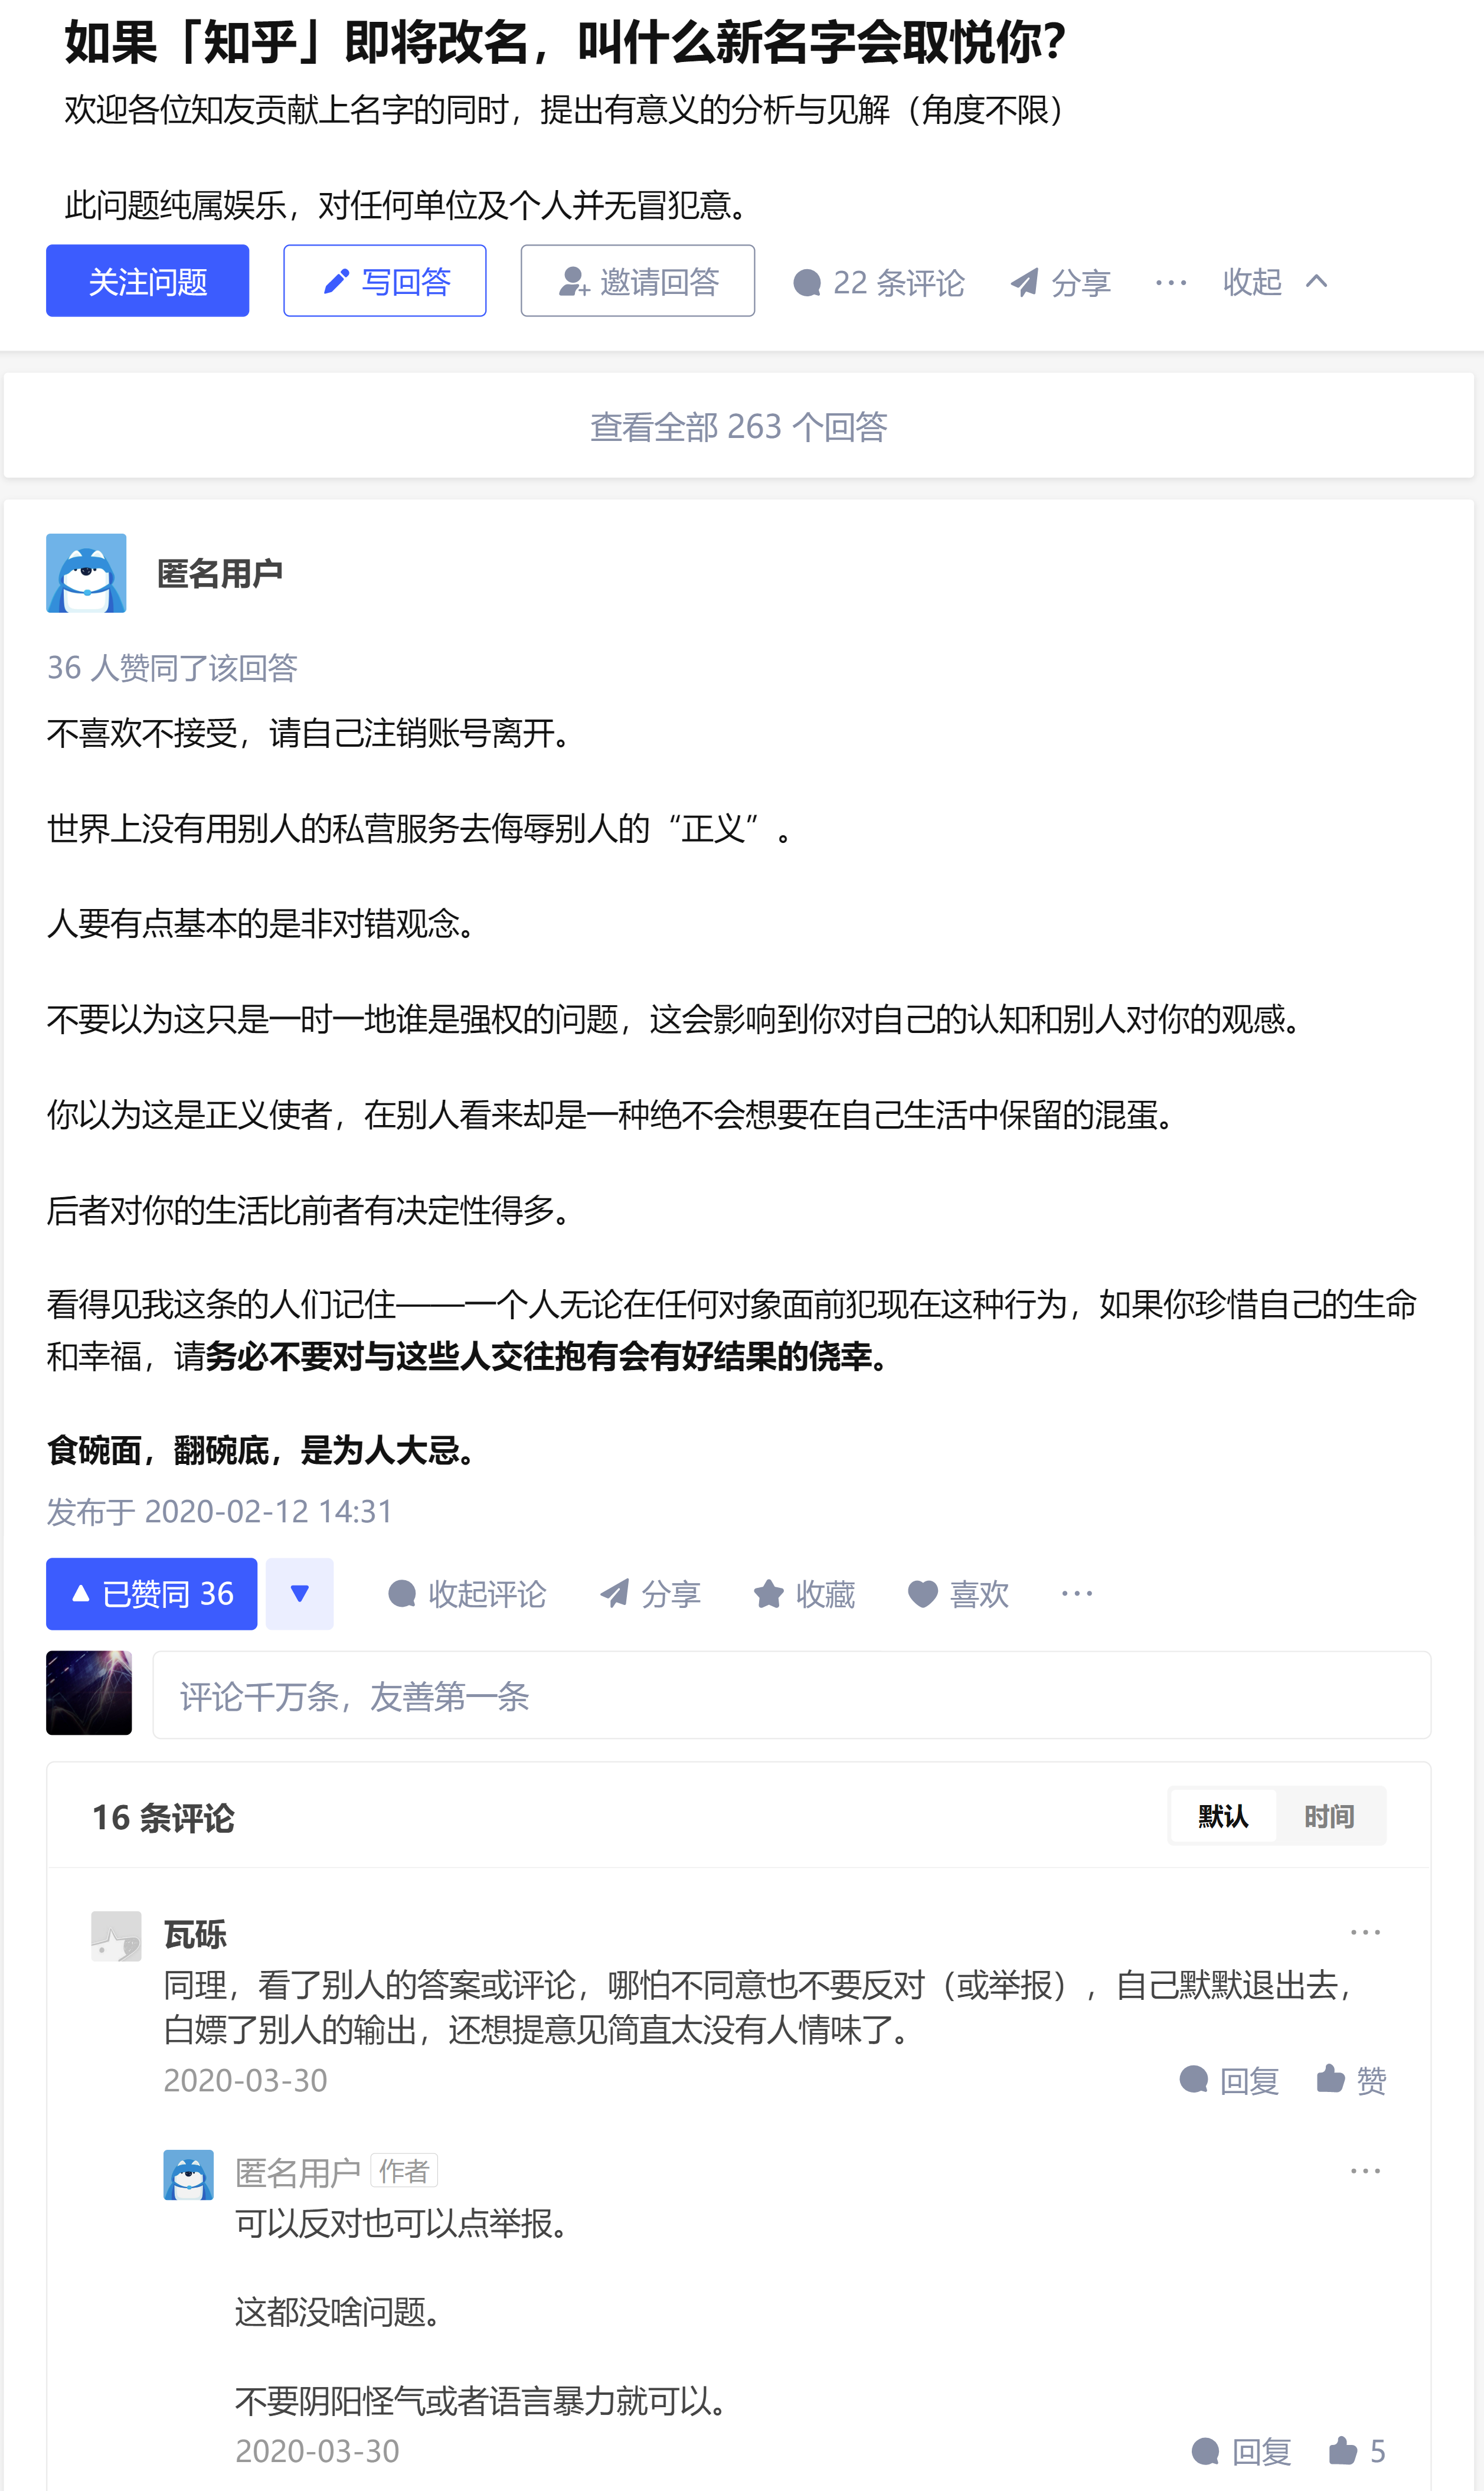 如果「知乎」即将改名，叫什么新名字会取悦你？
欢迎各位知友贡献上名字的同时，提出有意义的分析与见解（角度不限）
此问题纯属娱乐，对任何单位及个人并无冒犯意。
关注问题 写回答 邀请回答 22 条评论 分享 ··· 收起
查看全部 263 个回答
匿名用户
36 人赞同了该回答
不喜欢不接受，请自己注销账号离开。
世界上没有用别人的私营服务去侮辱别人的“正义”。
人要有点基本的是非对错观念。
不要以为这只是一时一地谁是强权的问题，这会影响到你对自己的认知和别人对你的观感。
你以为这是正义使者，在别人看来却是一种绝不会想要在自己生活中保留的混蛋。
后者对你的生活比前者有决定性得多。
看得见我这条的人们记住——一个人无论在任何对象面前犯现在这种行为，如果你珍惜自己的生命
和幸福，请务必不要对与这些人交往抱有会有好结果的侥幸。
食碗面，翻碗底，是为人大忌。
发布于 2020-02-12 14:31
已赞同 36 收起评论 分享 收藏 喜欢 ···
评论千万条，友善第一条
16 条评论 默认 时间
瓦砾 ···
同理，看了别人的答案或评论，哪怕不同意也不要反对（或举报），自己默默退出去，
白嫖了别人的输出，还想提意见简直太没有人情味了。
2020-03-30 回复 赞
匿名用户 作者 ···
可以反对也可以点举报。
这都没啥问题。
不要阴阳怪气或者语言暴力就可以。
2020-03-30 回复 5